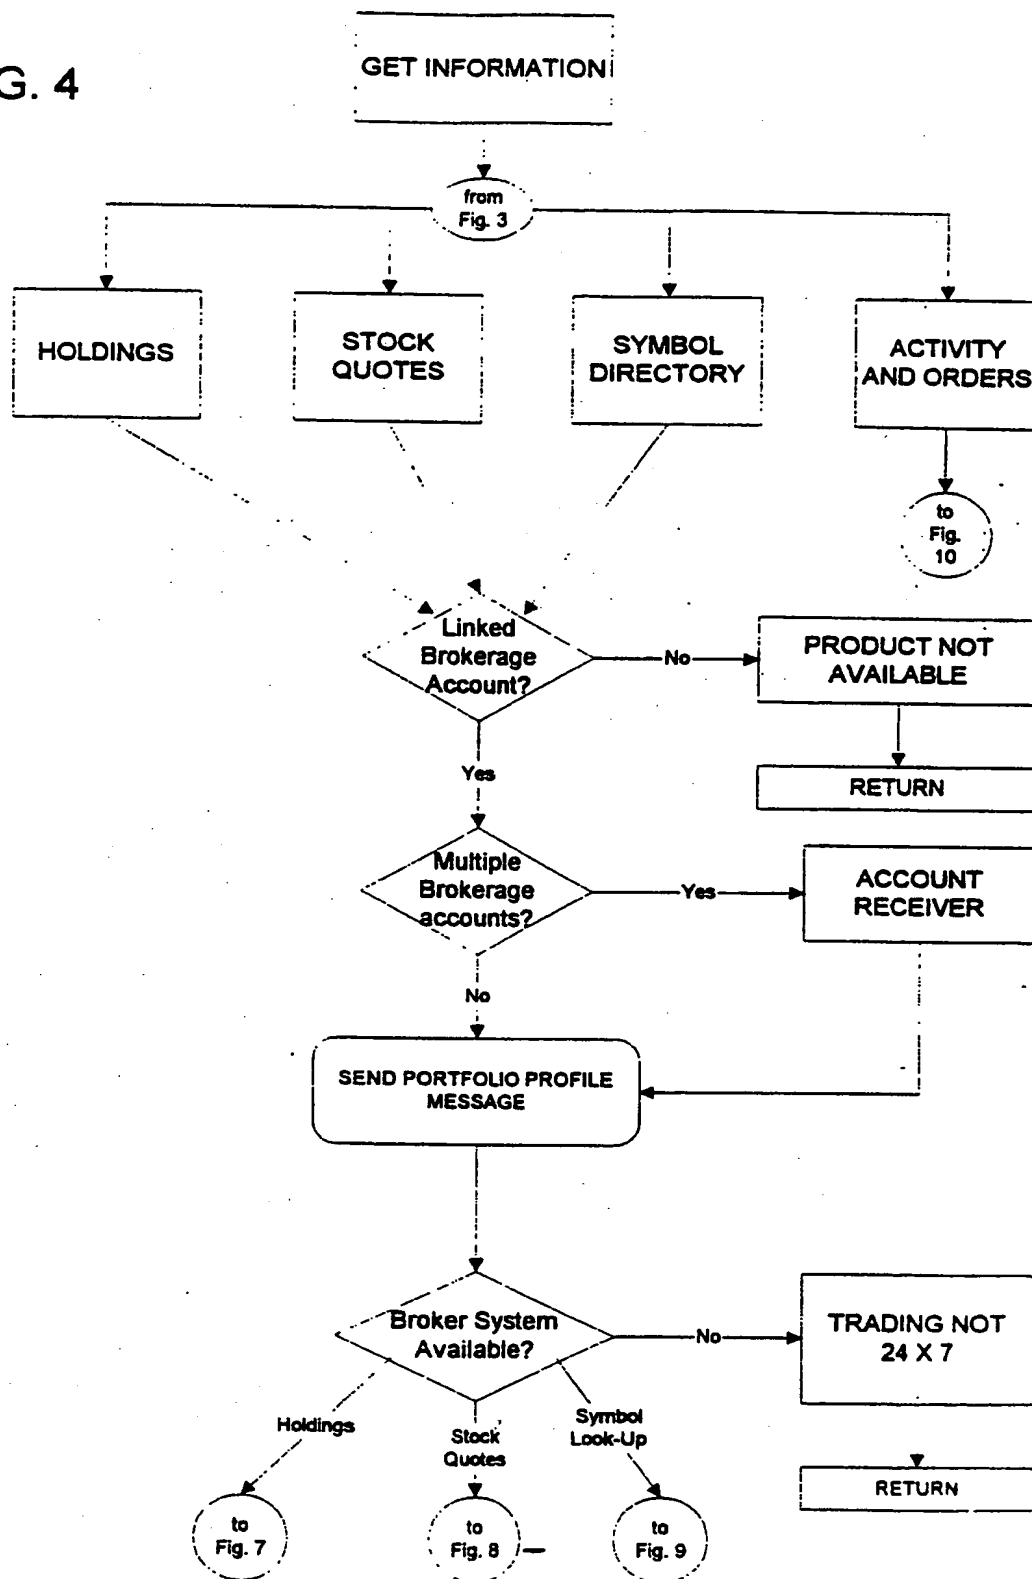 G. 4
GET INFORMATION
from
Fig. 3
HOLDINGS
STOCK
QUOTES
SYMBOL
DIRECTORY
ACTIVITY
AND ORDERS
to
Fig.
10
Linked
Brokerage
Account?
No
PRODUCT NOT
AVAILABLE
Yes
RETURN
Multiple
Brokerage
accounts?
Yes
ACCOUNT
RECEIVER
No
SEND PORTFOLIO PROFILE
MESSAGE
Broker System
Available?
No
TRADING NOT
24 X 7
Holdings
Stock
Quotes
Symbol
Look-Up
RETURN
to
Fig. 7
to
Fig. 8
to
Fig. 9